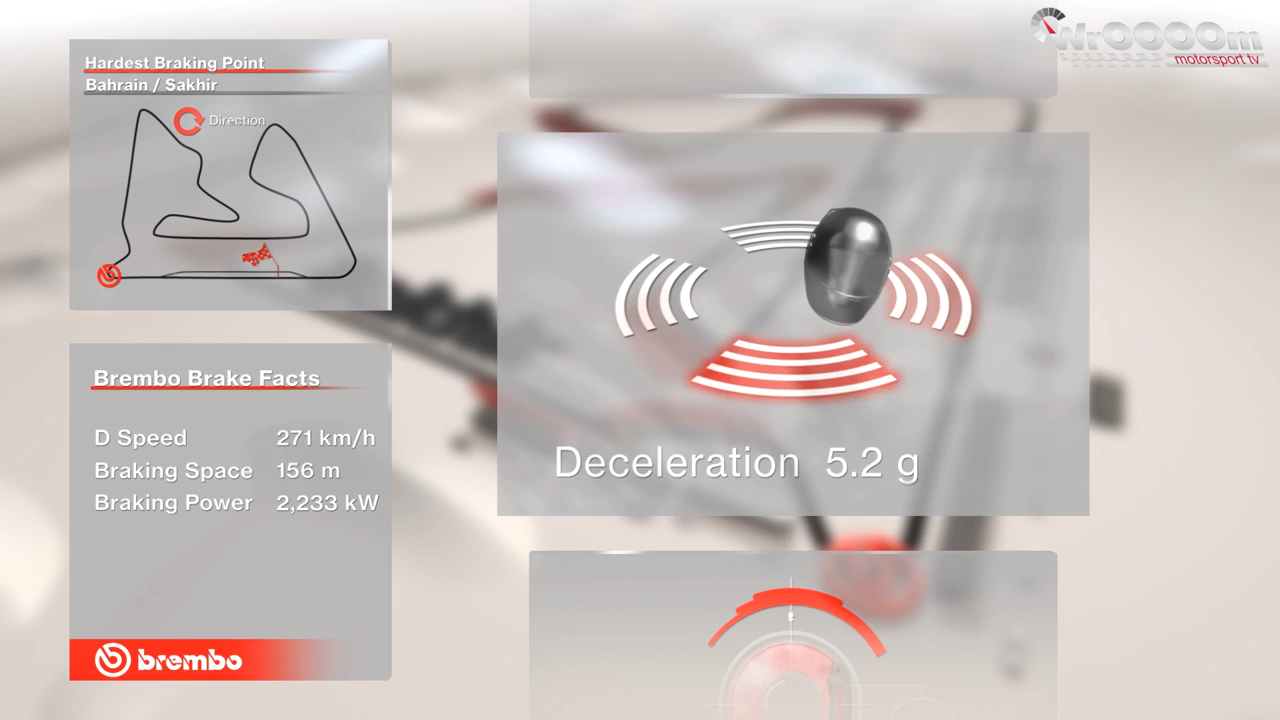 Hardest Braking Point
Bahrain / Sakhir
Direction
Brembo Brake Facts
D Speed 271 km/h
Braking Space 156 m
Braking Power 2,233 kW
brembo
Deceleration 5.2 g
WrOOOOm
motorsport tv